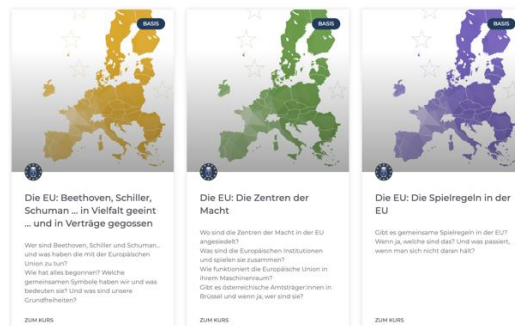 BASIS
Die EU: Beethoven, Schiller,
Schuman ... in Vielfalt geeint
... und in Verträge gegossen
Wer sind Beethoven, Schiller und Schuman...
und was haben die mit der Europäischen
Union zu tun?
Wie hat alles begonnen? Welche
gemeinsamen Symbole haben wir und was
bedeuten sie? Und was sind unsere
Grundfreiheiten?
ZUM KURS
BASIS
Die EU: Die Zentren der
Macht
Wo sind die Zentren der Macht in der EU
angesiedelt?
Was sind die Europäischen Institutionen
und spielen sie zusammen?
Wie funktioniert die Europäische Union in
ihrem Maschinenraum?
Gibt es österreichische Amtsträger:innen in
Brüssel und wenn ja, wer sind sie?
ZUM KURS
BASIS
Die EU: Die Spielregeln in der
EU
Gibt es gemeinsame Spielregeln in der EU?
Wenn ja, welche sind das? Und was passiert,
wenn man sich nicht daran hält?
ZUM KURS